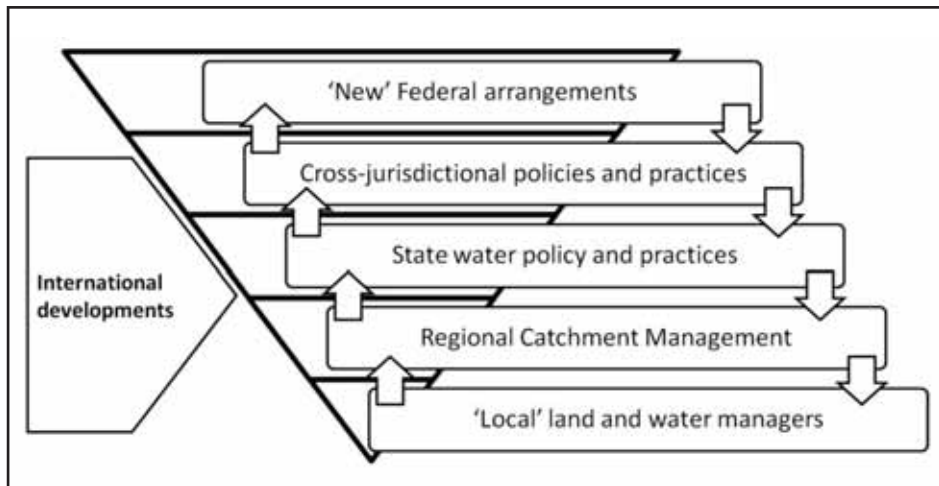 ‘New’ Federal arrangements
Cross-jurisdictional policies and practices
State water policy and practices
International
developments
Regional Catchment Management
‘Local’ land and water managers